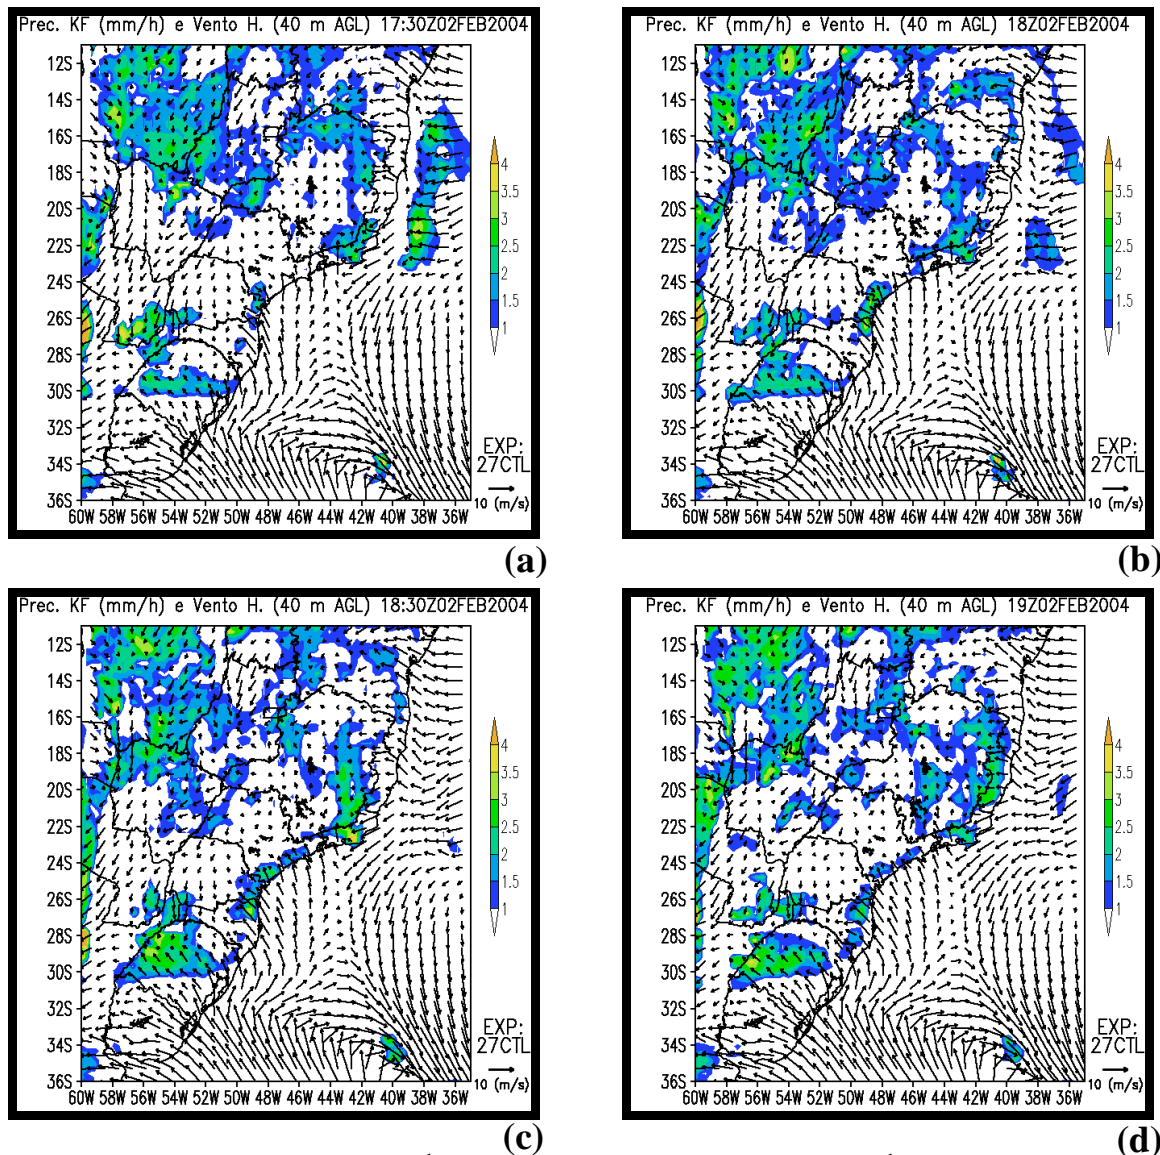 Prec. KF (mm/h) e Vento H. (40 m AGL) 17:30Z02FEB2004
12S
14S
16S
18S
20S
22S
24S
26S
28S
30S
32S
34S
36S
60W 58W 56W 54W 52W 50W 48W 46W 44W 42W 40W 38W 36W
4
3.5
3
2.5
2
1.5
1
EXP:
27CTL
10 (m/s)
(a)
Prec. KF (mm/h) e Vento H. (40 m AGL) 18Z02FEB2004
12S
14S
16S
18S
20S
22S
24S
26S
28S
30S
32S
34S
36S
60W 58W 56W 54W 52W 50W 48W 46W 44W 42W 40W 38W 36W
4
3.5
3
2.5
2
1.5
1
EXP:
27CTL
10 (m/s)
(b)
Prec. KF (mm/h) e Vento H. (40 m AGL) 18:30Z02FEB2004
12S
14S
16S
18S
20S
22S
24S
26S
28S
30S
32S
34S
36S
60W 58W 56W 54W 52W 50W 48W 46W 44W 42W 40W 38W 36W
4
3.5
3
2.5
2
1.5
1
EXP:
27CTL
10 (m/s)
(c)
Prec. KF (mm/h) e Vento H. (40 m AGL) 19Z02FEB2004
12S
14S
16S
18S
20S
22S
24S
26S
28S
30S
32S
34S
36S
60W 58W 56W 54W 52W 50W 48W 46W 44W 42W 40W 38W 36W
4
3.5
3
2.5
2
1.5
1
EXP:
27CTL
10 (m/s)
(d)